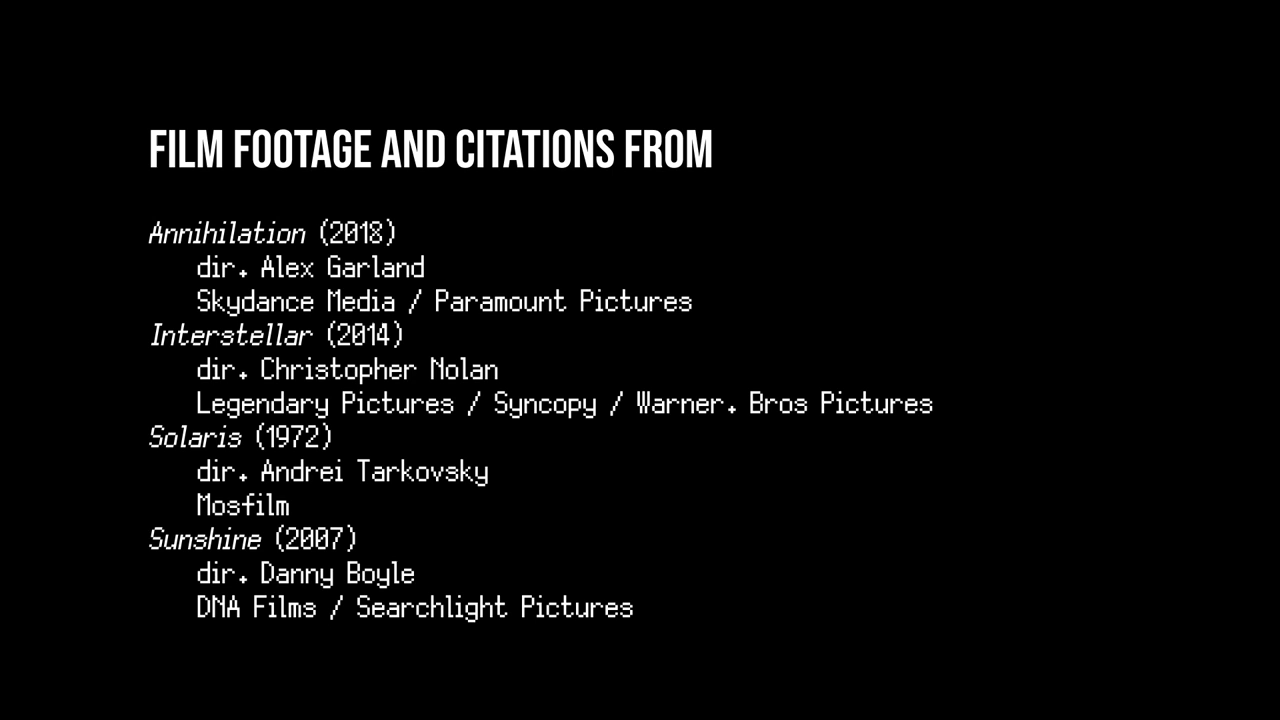 FILM FOOTAGE AND CITATIONS FROM
Annihilation (2018)
dir. Alex Garland
Skydance Media / Paramount Pictures
Interstellar (2014)
dir. Christopher Nolan
Legendary Pictures / Syncopy / Warner. Bros Pictures
Solaris (1972)
dir. Andrei Tarkovsky
Mosfilm
Sunshine (2007)
dir. Danny Boyle
DNA Films / Searchlight Pictures